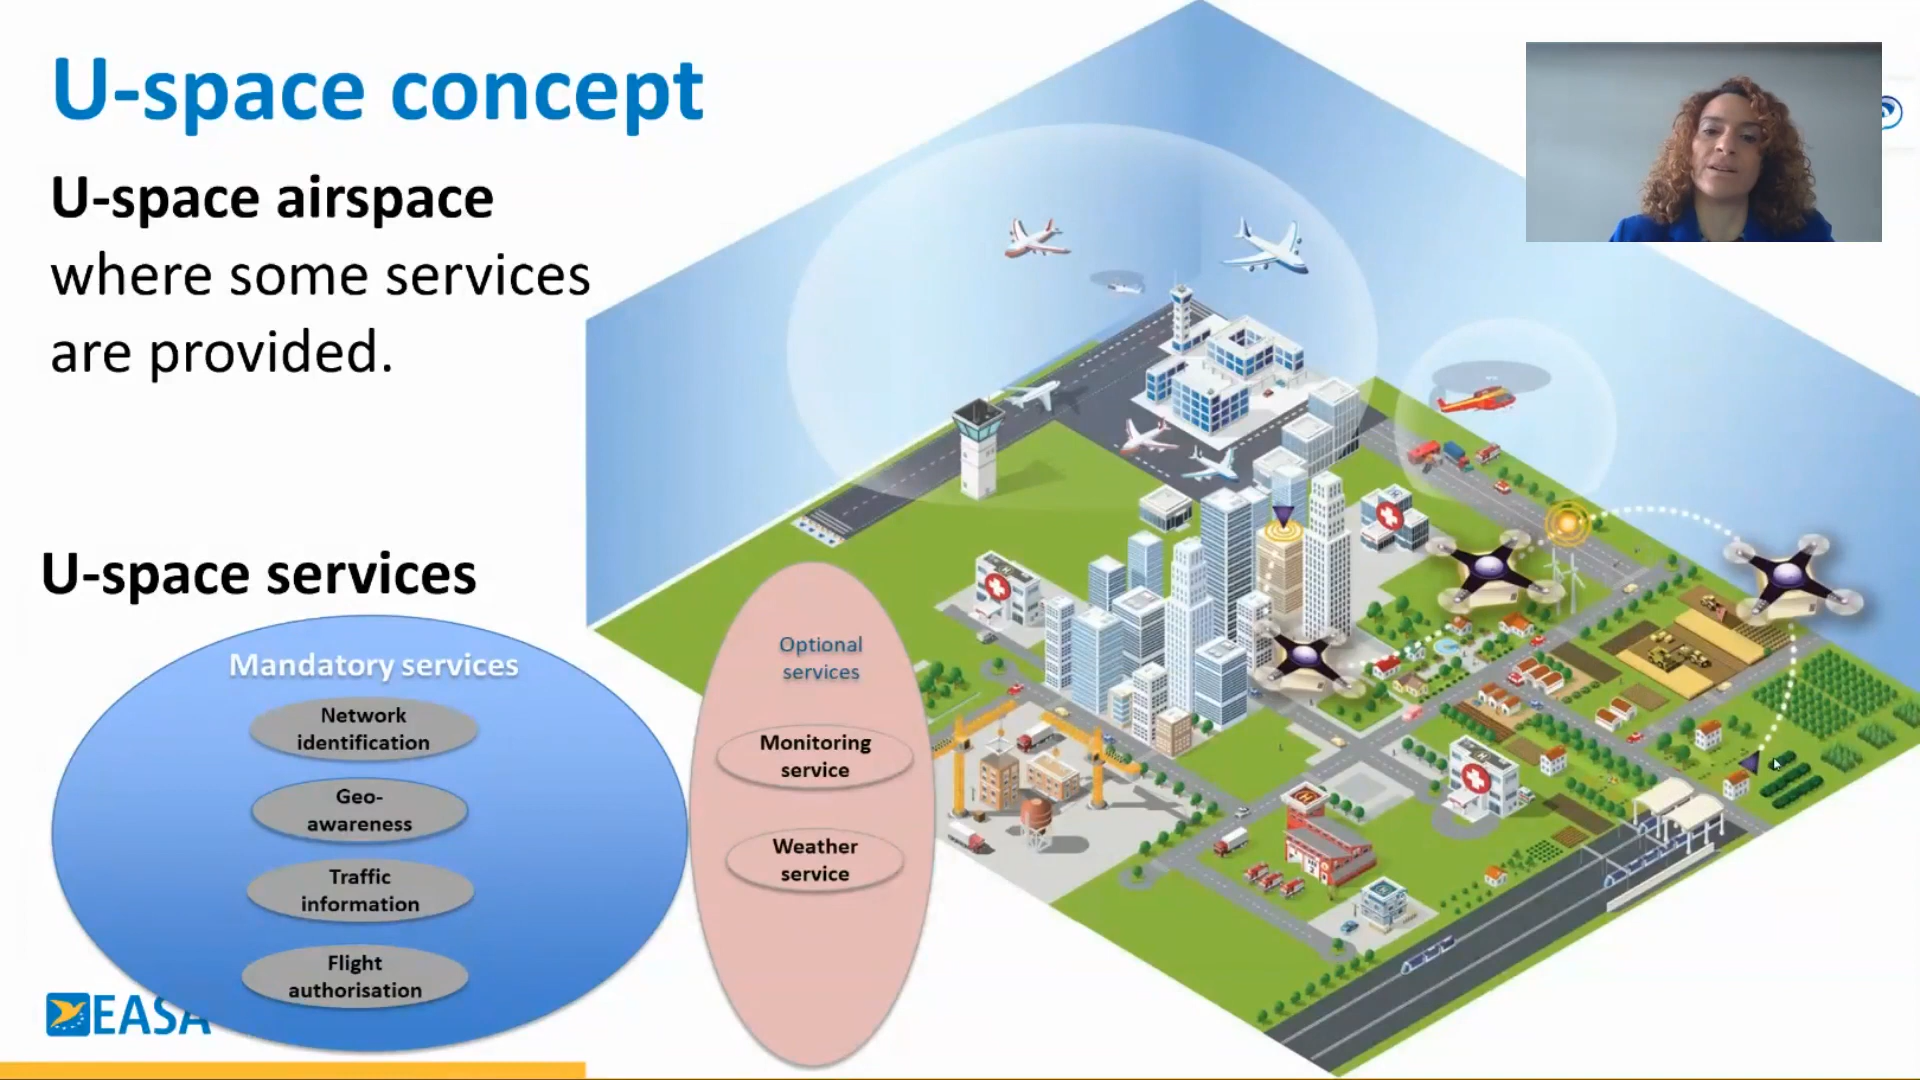 U-space concept
U-space airspace
where some services
are provided.
U-space services
Mandatory services
Network
identification
Geo-
awareness
Traffic
information
Flight
authorisation
Optional
services
Monitoring
service
Weather
service
EASA